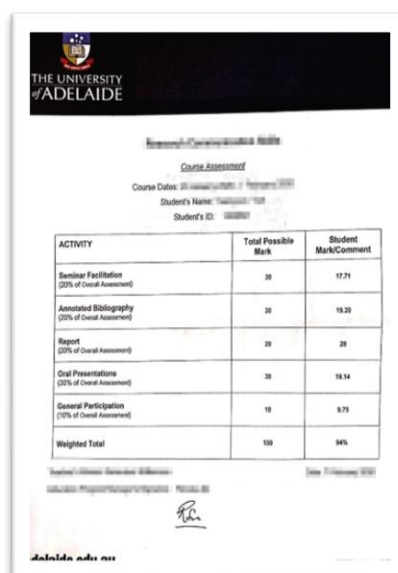 THE UNIVERSITY
of ADELAIDE
Course Assessment
Course Dates:
Student's Name:
Student's ID:
ACTIVITY Total Possible Mark Student Mark/Comment
Seminar Facilitation 20 17.71
(20% of Overall Assessment)
Annotated Bibliography 20 19.20
(20% of Overall Assessment)
Report 20 28
(20% of Overall Assessment)
Oral Presentations 30 19.14
(30% of Overall Assessment)
General Participation 10 9.75
(10% of Overall Assessment)
Weighted Total 100 94%